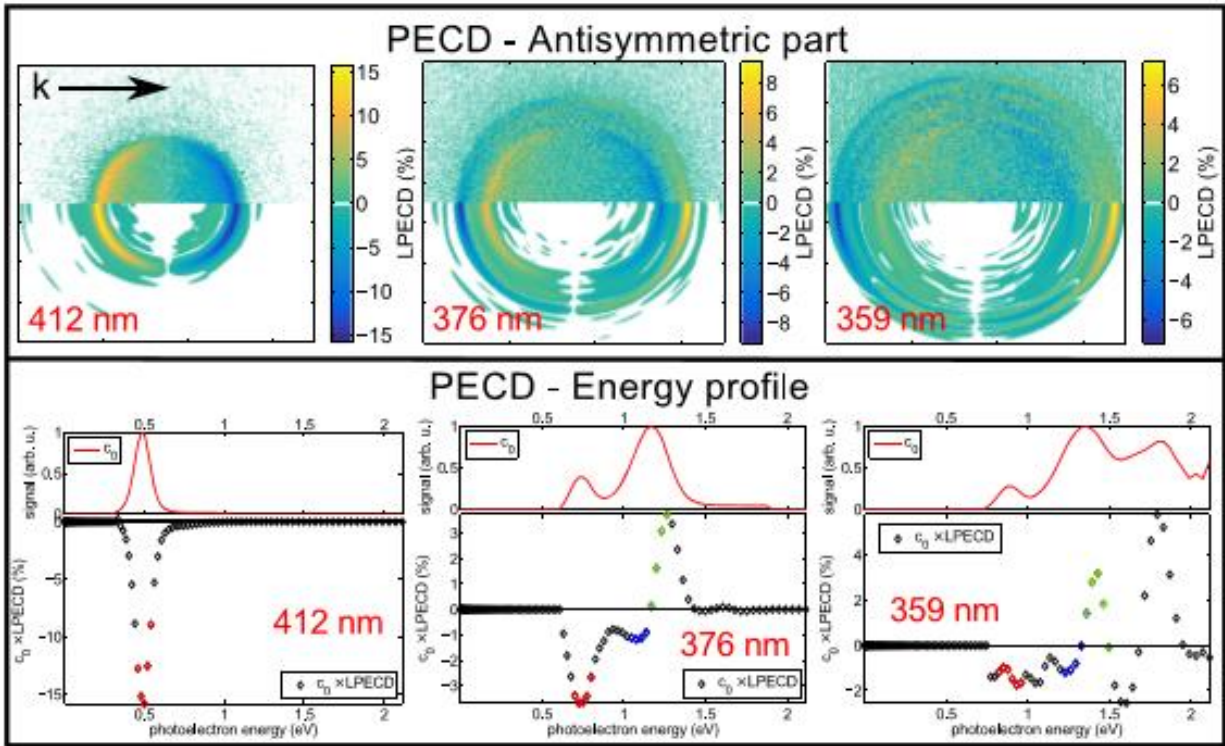 PECD - Antisymmetric part
k
15
10
5
0
−5
−10
−15
LPECD (%)
412 nm
8
6
4
2
0
−2
−4
−6
−8
LPECD (%)
376 nm
6
4
2
0
−2
−4
−6
LPECD (%)
359 nm
PECD - Energy profile
0.5 1 1.5 2
1
0.5
0
signal (arb. u.)
c0
0
−5
−10
−15
c0 ×LPECD (%)
412 nm
c0 ×LPECD
0.5 1 1.5 2
photoelectron energy (eV)
0.5 1 1.5 2
1
0.5
0
signal (arb. u.)
c0
3
2
1
0
−1
−2
−3
c0 ×LPECD (%)
376 nm
c0 ×LPECD
0.5 1 1.5 2
photoelectron energy (eV)
0.5 1 1.5 2
1
0.5
0
signal (arb. u.)
c0
c0 ×LPECD
4
2
0
−2
c0 ×LPECD (%)
359 nm
0.5 1 1.5 2
photoelectron energy (eV)